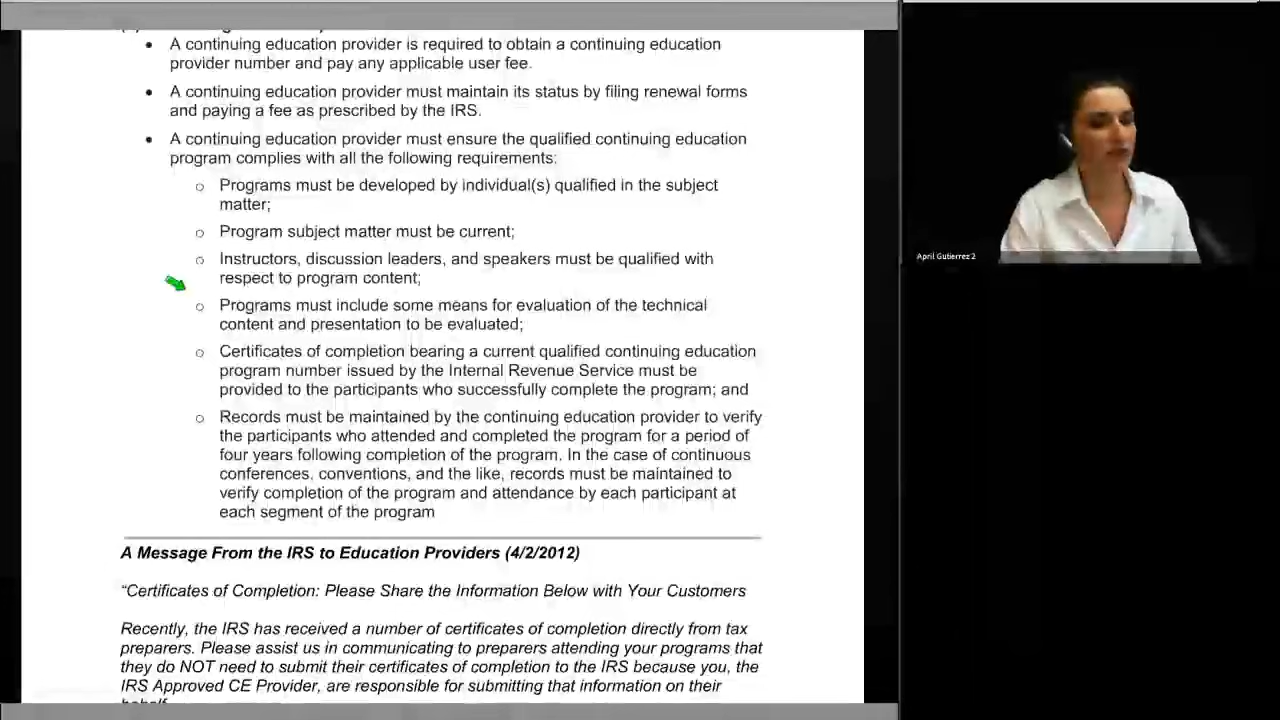 A continuing education provider is required to obtain a continuing education
provider number and pay any applicable user fee.
A continuing education provider must maintain its status by filing renewal forms
and paying a fee as prescribed by the IRS.
A continuing education provider must ensure the qualified continuing education
program complies with all the following requirements:
Programs must be developed by individual(s) qualified in the subject
matter;
Program subject matter must be current;
Instructors, discussion leaders, and speakers must be qualified with
respect to program content;
Programs must include some means for evaluation of the technical
content and presentation to be evaluated;
Certificates of completion bearing a current qualified continuing education
program number issued by the Internal Revenue Service must be
provided to the participants who successfully complete the program; and
Records must be maintained by the continuing education provider to verify
the participants who attended and completed the program for a period of
four years following completion of the program. In the case of continuous
conferences, conventions, and the like, records must be maintained to
verify completion of the program and attendance by each participant at
each segment of the program
A Message From the IRS to Education Providers (4/2/2012)
“Certificates of Completion: Please Share the Information Below with Your Customers
Recently, the IRS has received a number of certificates of completion directly from tax
preparers. Please assist us in communicating to preparers attending your programs that
they do NOT need to submit their certificates of completion to the IRS because you, the
IRS Approved CE Provider, are responsible for submitting that information on their
April Gutierrez 2